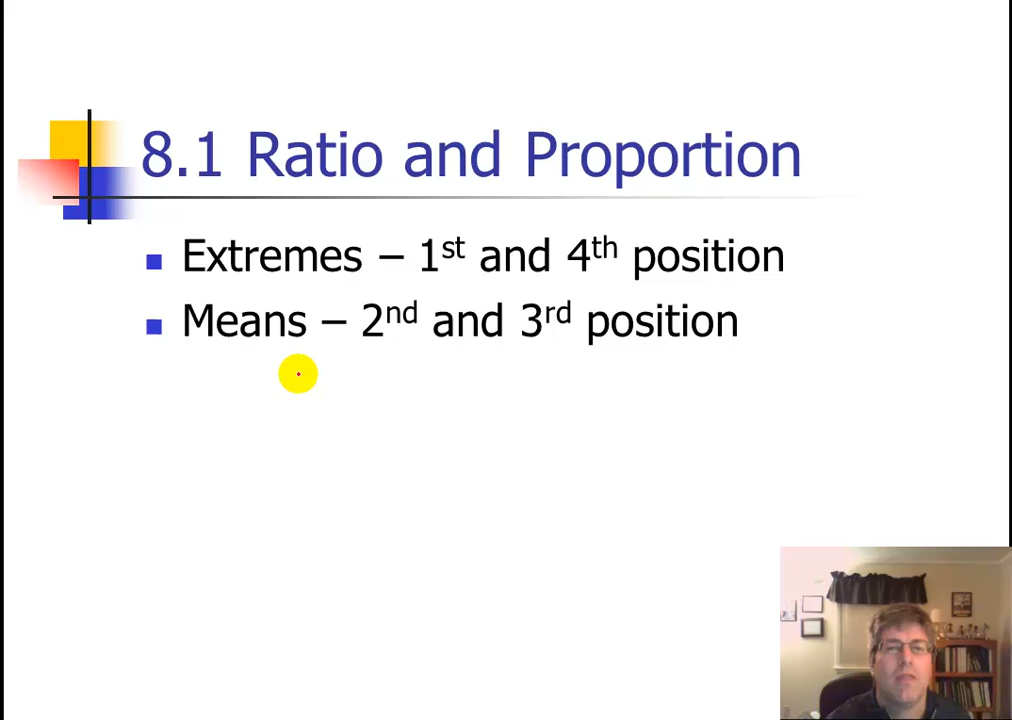 8.1 Ratio and Proportion
Extremes – 1st and 4th position
Means – 2nd and 3rd position